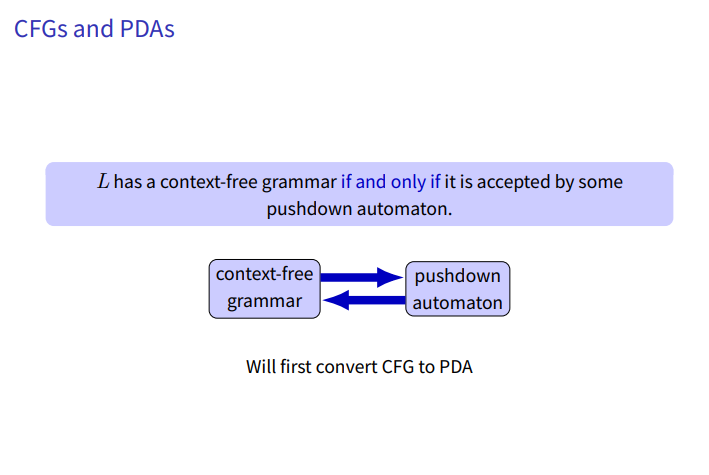 CFGs and PDAs
L has a context-free grammar if and only if it is accepted by some
pushdown automaton.
context-free
grammar
pushdown
automaton
Will first convert CFG to PDA